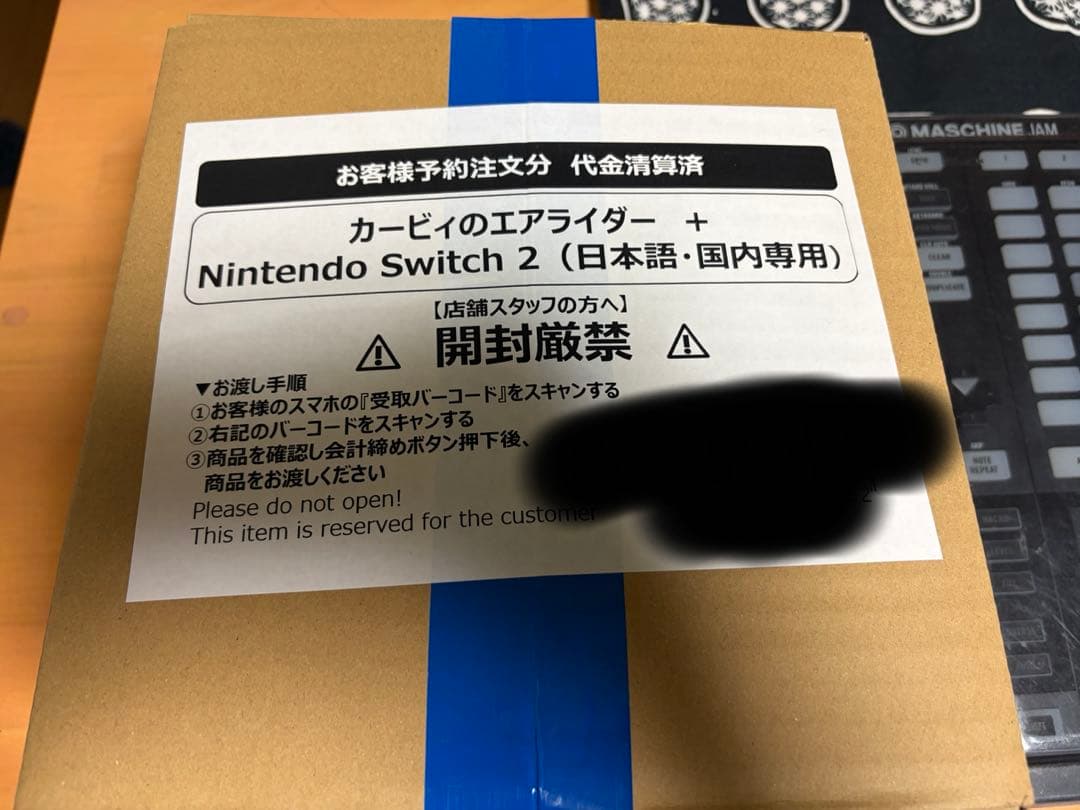 お客様予約注文分 代金清算済
カービィのエアライダー +
Nintendo Switch 2(日本語・国内専用)
【店舗スタッフの方へ】
開封厳禁
▼お渡し手順
①お客様のスマホの『受取バーコード』をスキャンする
②右記のバーコードをスキャンする
③商品を確認し会計締めボタン押下後、
商品をお渡しください
Please do not open!
This item is reserved for the customer
MASCHINE JAM
1
CLEAR
DUPLICATE
NOTE
REPEAT